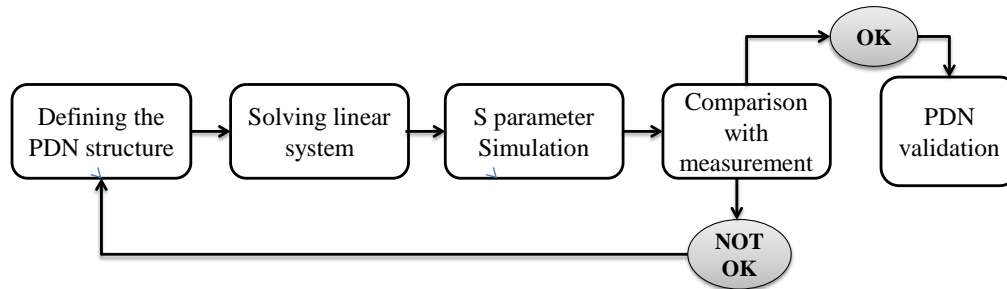 Defining the
PDN structure
Solving linear
system
S parameter
Simulation
Comparison
with
measurement
OK
PDN
validation
NOT
OK